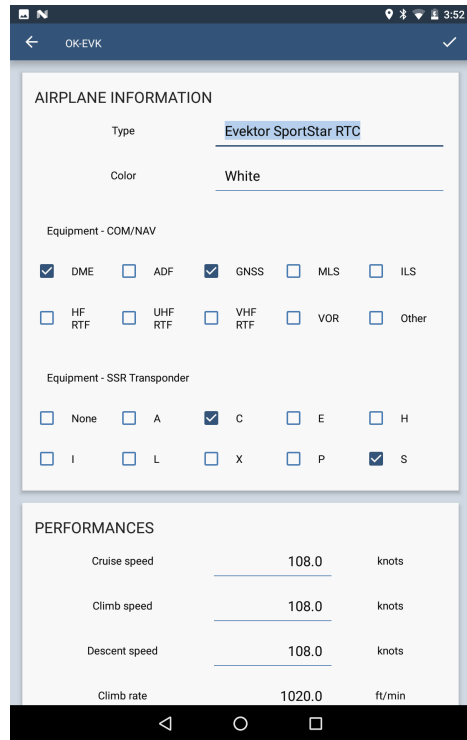 3:52
OK-EVK
AIRPLANE INFORMATION
Type Evektor SportStar RTC
Color White
Equipment - COM/NAV
DME ADF GNSS MLS ILS
HF RTF UHF RTF VHF RTF VOR Other
Equipment - SSR Transponder
None A C E H
I L X P S
PERFORMANCES
Cruise speed 108.0 knots
Climb speed 108.0 knots
Descent speed 108.0 knots
Climb rate 1020.0 ft/min